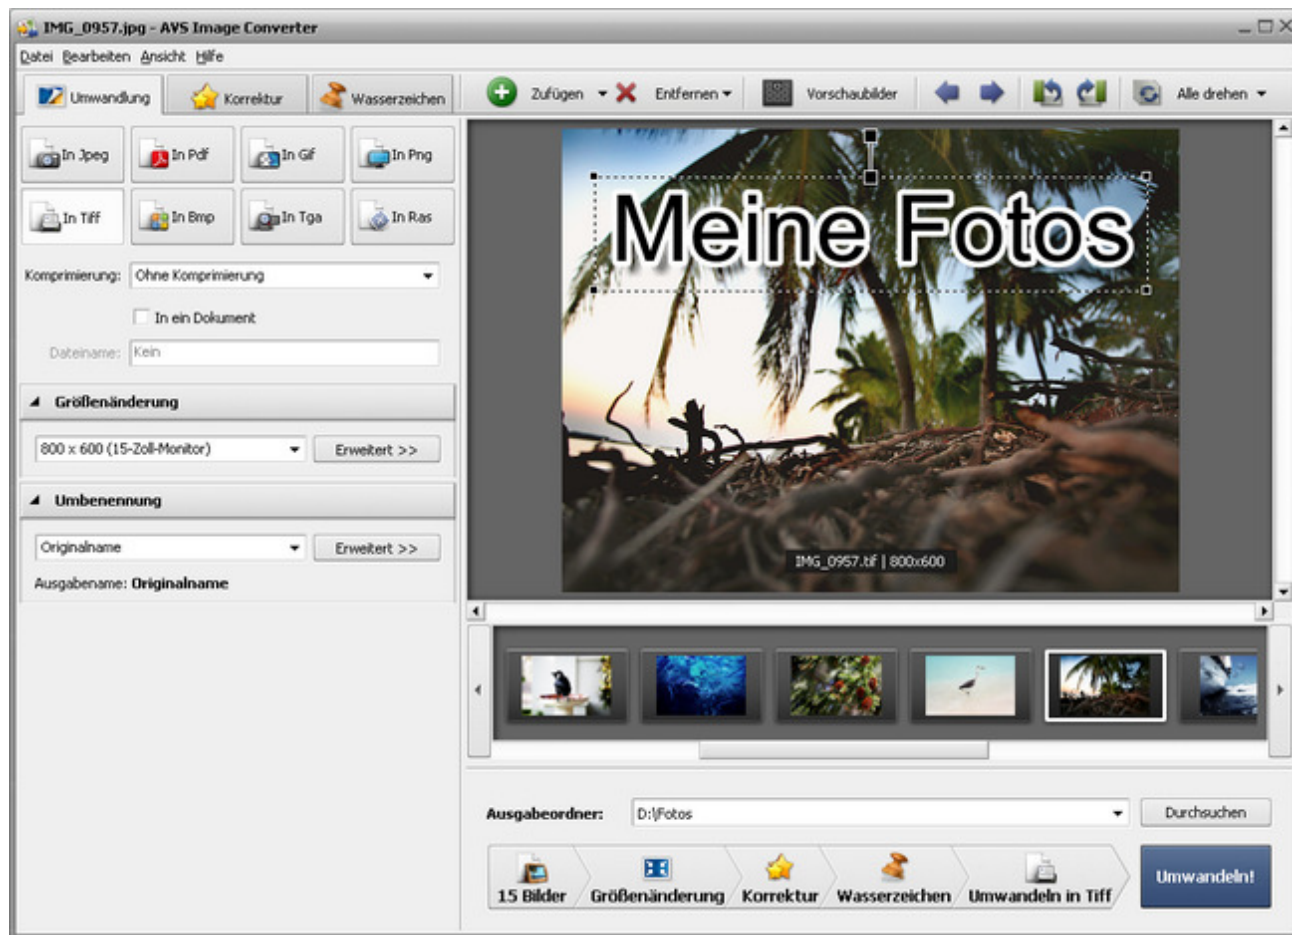 IMG_0957.jpg - AVS Image Converter
Datei Bearbeiten Ansicht Hilfe
Umwandlung Korrektur Wasserzeichen
Zufügen Entfernen Vorschaubilder Alle drehen
In Jpeg In Pdf In Gif In Png
In Tiff In Bmp In Tga In Ras
Komprimierung: Ohne Komprimierung
In ein Dokument
Dateiname: Kein
Größenänderung
800 x 600 (15-Zoll-Monitor) Erweitert >>
Umbenennung
Originalname Erweitert >>
Ausgabename: Originalname
Meine Fotos
IMG_0957.tif | 800x600
Ausgabeordner: D:\Fotos Durchsuchen
15 Bilder Größenänderung Korrektur Wasserzeichen Umwandeln in Tiff Umwandeln!